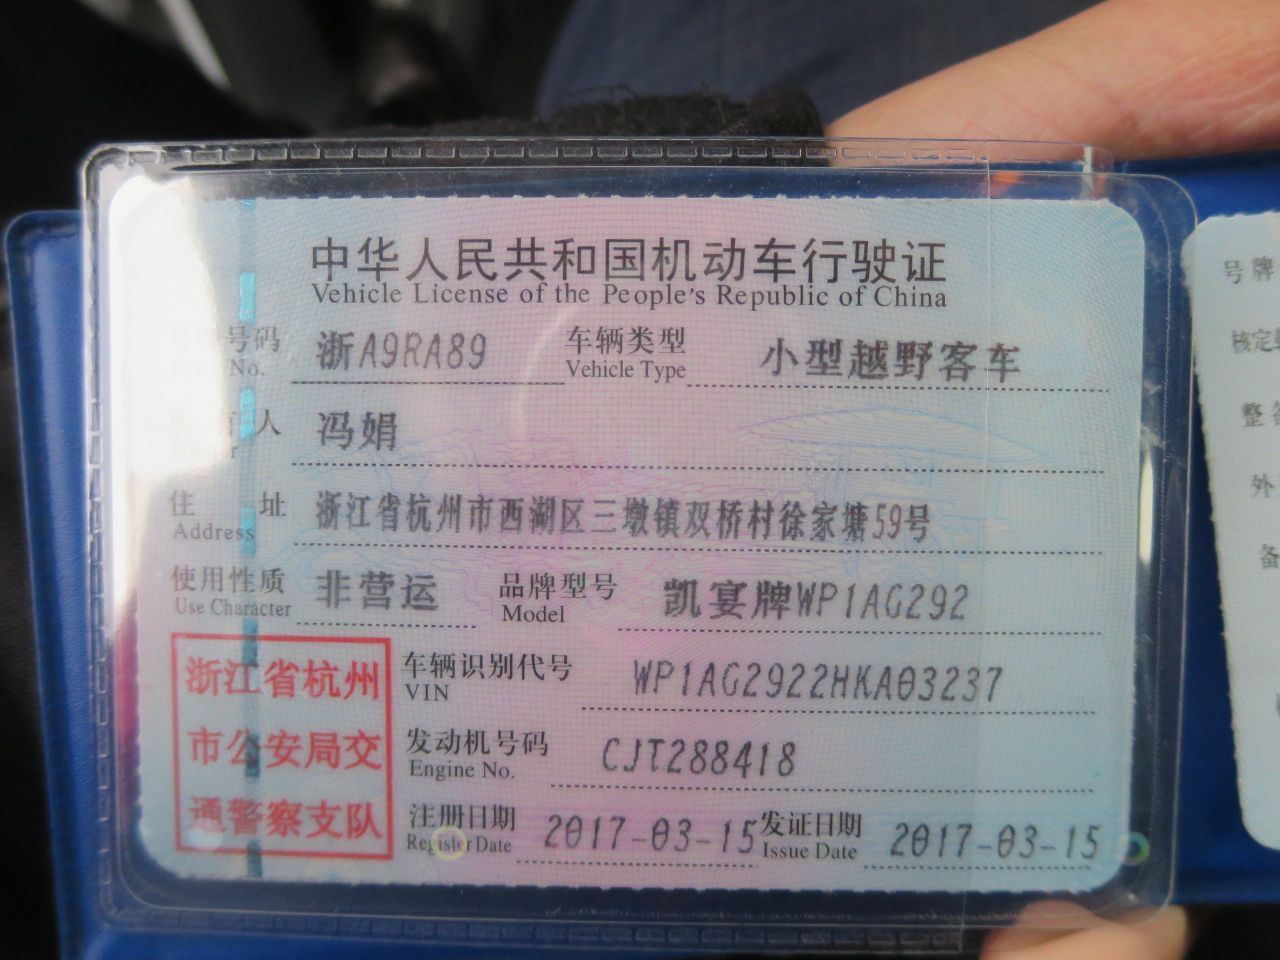 中华人民共和国机动车行驶证
Vehicle License of the People's Republic of China
号码 浙A9RA89 车辆类型 小型越野客车
No. Vehicle Type
人 冯娟
住 址 浙江省杭州市西湖区三墩镇双桥村徐家塘59号
Address
使用性质 非营运 品牌型号 凯宴牌WP1AG292
Use Character Model
浙江省杭州
市公安局交
通警察支队
车辆识别代号 WP1AG2922HKA03237
VIN
发动机号码 CJT288418
Engine No.
注册日期 2017-03-15 发证日期 2017-03-15
Register Date Issue Date
号牌
核定
整备
外
备